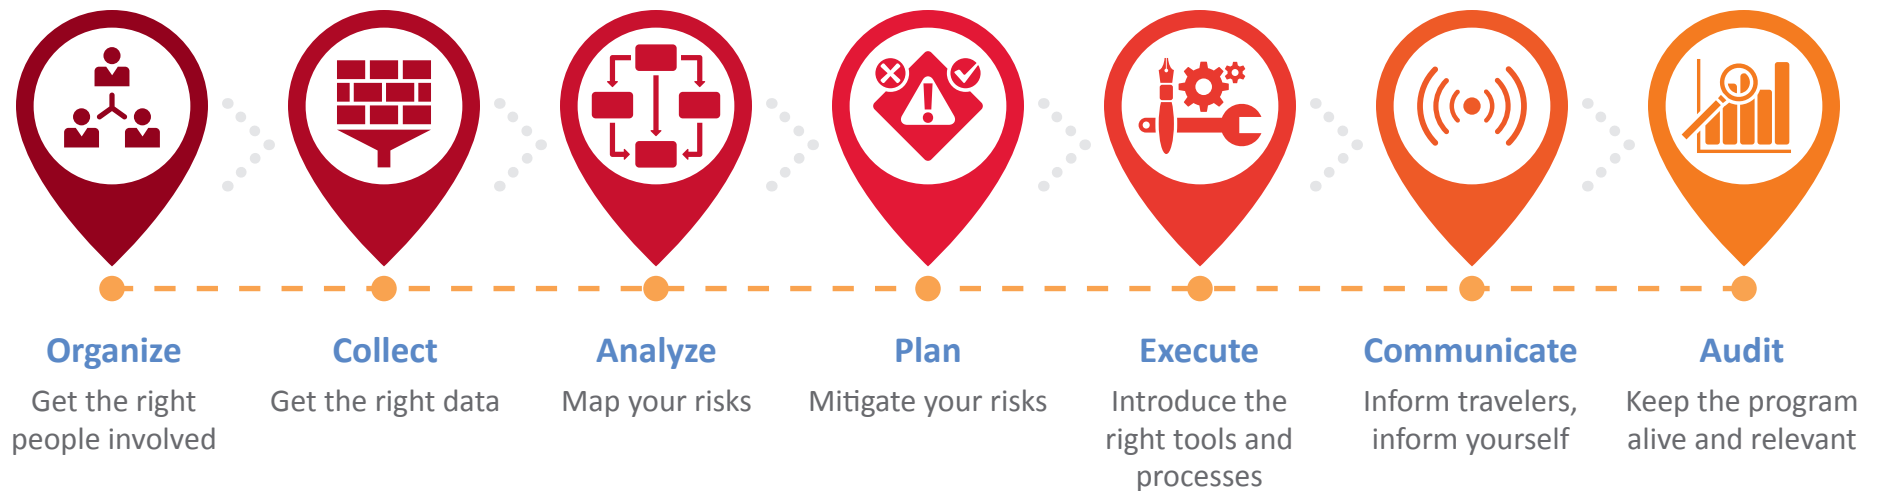 Organize
Get the right
people involved
Collect
Get the right data
Analyze
Map your risks
Plan
Mitigate your risks
Execute
Introduce the
right tools and
processes
Communicate
Inform travelers,
inform yourself
Audit
Keep the program
alive and relevant